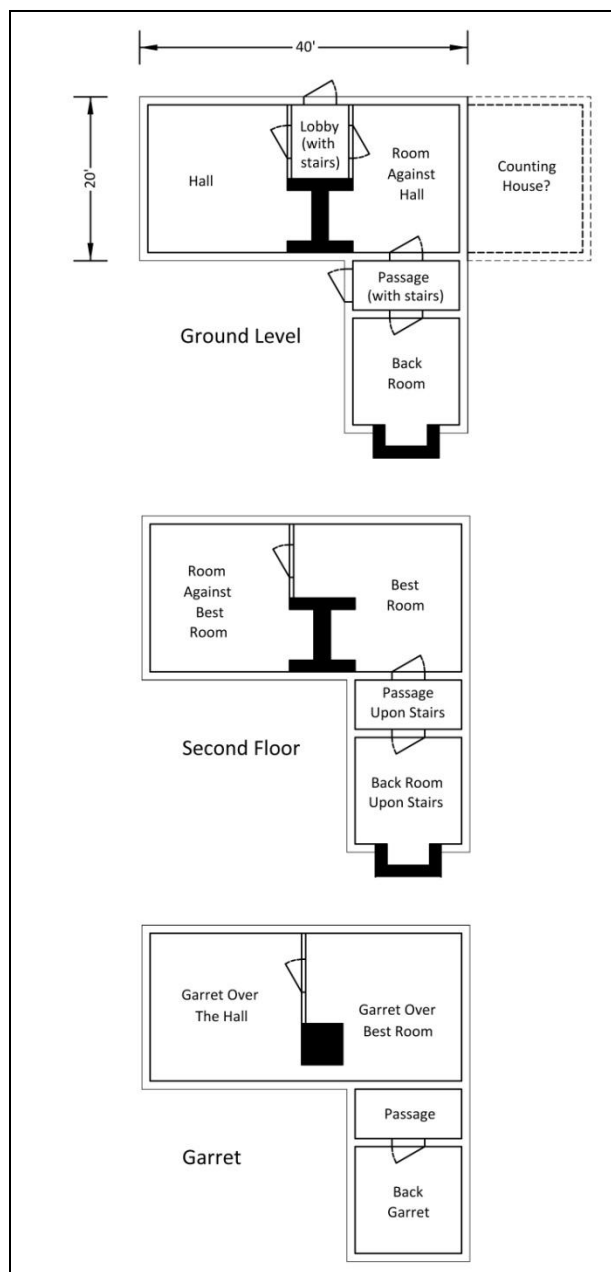 40'
20'
Hall
Lobby
(with
stairs)
Room
Against
Hall
Counting
House?
Passage
(with stairs)
Ground Level
Back
Room
Room
Against
Best
Room
Best
Room
Passage
Upon Stairs
Second Floor
Back Room
Upon Stairs
Garret Over
The Hall
Garret Over
Best Room
Passage
Garret
Back
Garret